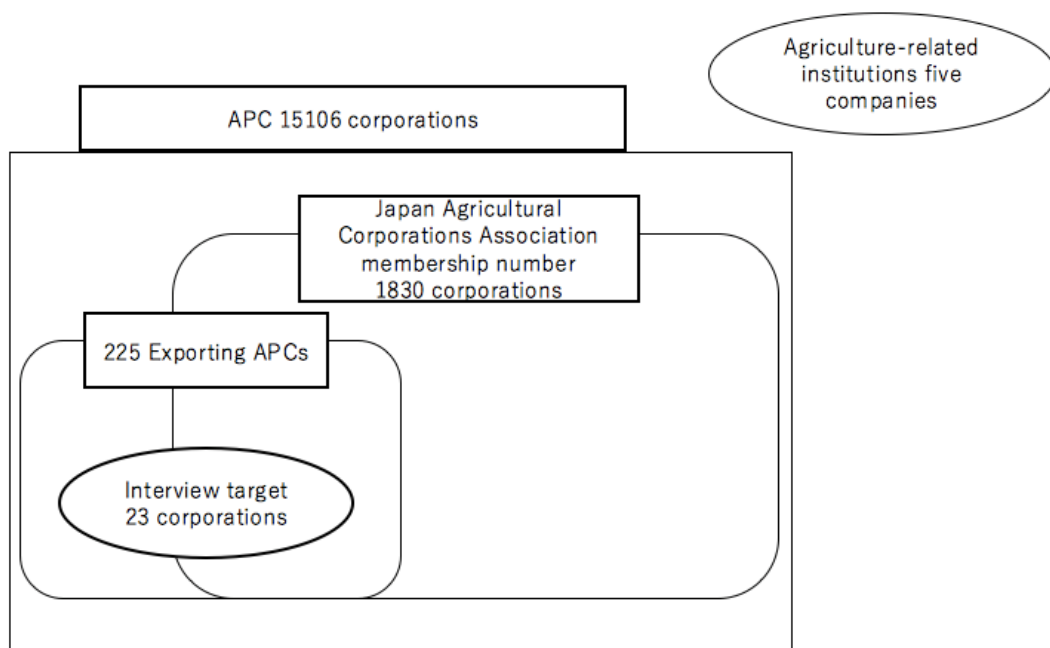 Agriculture-related
institutions five
companies
APC 15106 corporations
Japan Agricultural
Corporations Association
membership number
1830 corporations
225 Exporting APCs
Interview target
23 corporations